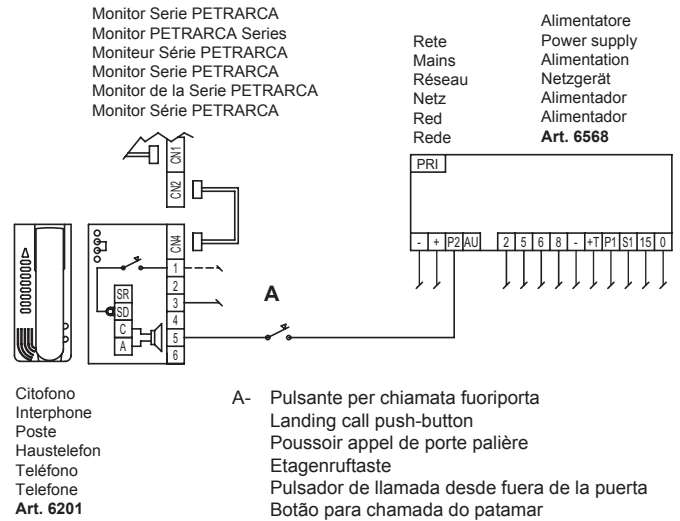 Monitor Serie PETRARCA
Monitor PETRARCA Series
Moniteur Série PETRARCA
Monitor Serie PETRARCA
Monitor de la Serie PETRARCA
Monitor Série PETRARCA
Rete
Mains
Réseau
Netz
Red
Rede
Alimentatore
Power supply
Alimentation
Netzgerät
Alimentador
Alimentador
Art. 6568
PRI
- + P2 AU 2 5 6 8 - +T P1 S1 15 0
CN1
CN2
CN4
1
2
3
4
5
6
SR
SD
C
A
A
Citofono
Interphone
Poste
Haustelefon
Teléfono
Telefone
Art. 6201
A- Pulsante per chiamata fuoriporta
Landing call push-button
Poussoir appel de porte palière
Etagenruftaste
Pulsador de llamada desde fuera de la puerta
Botão para chamada do patamar